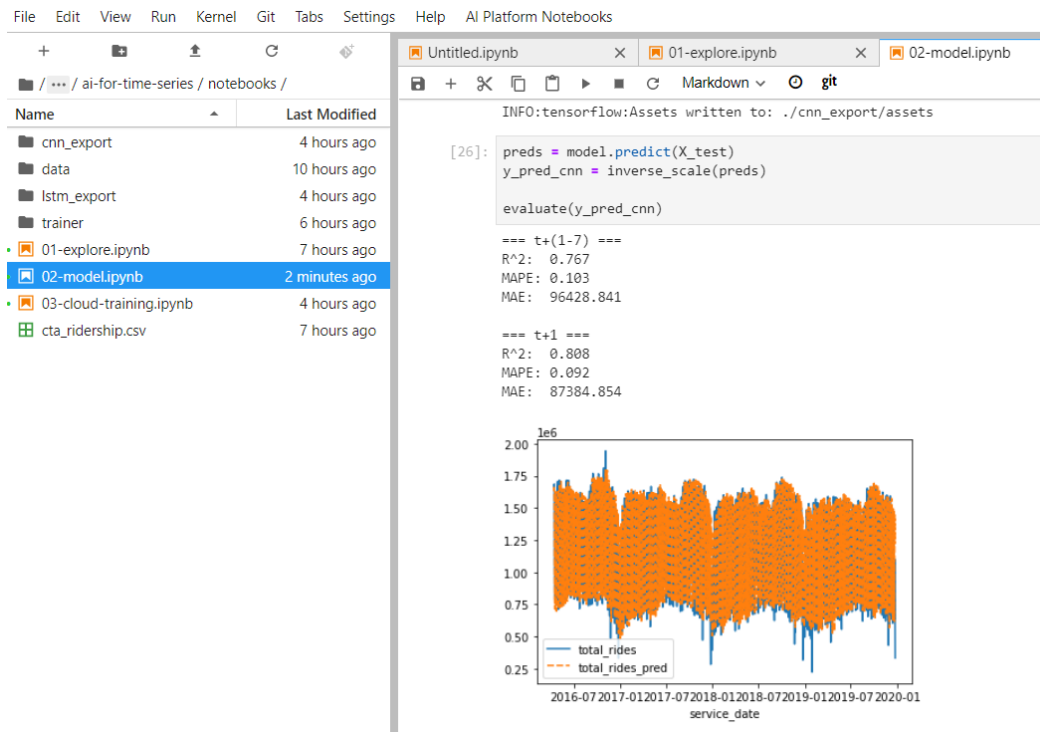 File Edit View Run Kernel Git Tabs Settings Help AI Platform Notebooks
/ ··· / ai-for-time-series / notebooks /
Name Last Modified
cnn_export 4 hours ago
data 10 hours ago
lstm_export 4 hours ago
trainer 6 hours ago
01-explore.ipynb 7 hours ago
02-model.ipynb 2 minutes ago
03-cloud-training.ipynb 4 hours ago
cta_ridership.csv 7 hours ago
Untitled.ipynb 01-explore.ipynb 02-model.ipynb
Markdown git
INFO:tensorflow:Assets written to: ./cnn_export/assets
[26]: preds = model.predict(X_test)
y_pred_cnn = inverse_scale(preds)
evaluate(y_pred_cnn)
=== t+(1-7) ===
R^2: 0.767
MAPE: 0.103
MAE: 96428.841
=== t+1 ===
R^2: 0.808
MAPE: 0.092
MAE: 87384.854
1e6
2.00
1.75
1.50
1.25
1.00
0.75
0.50
0.25
total_rides
total_rides_pred
2016-07 2017-01 2017-07 2018-01 2018-07 2019-01 2019-07 2020-01
service_date